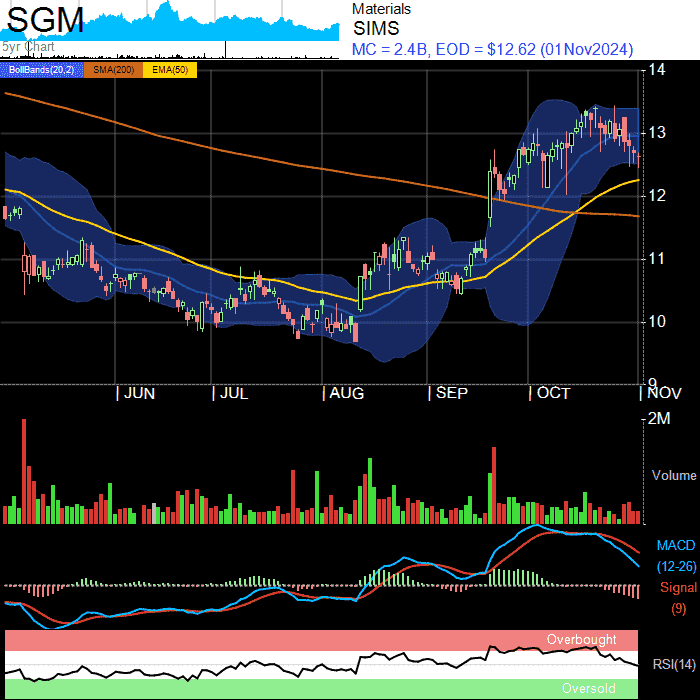 SGM
5yr Chart
Materials
SIMS
MC = 2.4B, EOD = $12.62 (01Nov2024)
BollBands(20,2) SMA(200) EMA(50)
14
13
12
11
10
9
JUN JUL AUG SEP OCT NOV
2M
Volume
MACD
(12-26)
Signal
(9)
Overbought
RSI(14)
Oversold